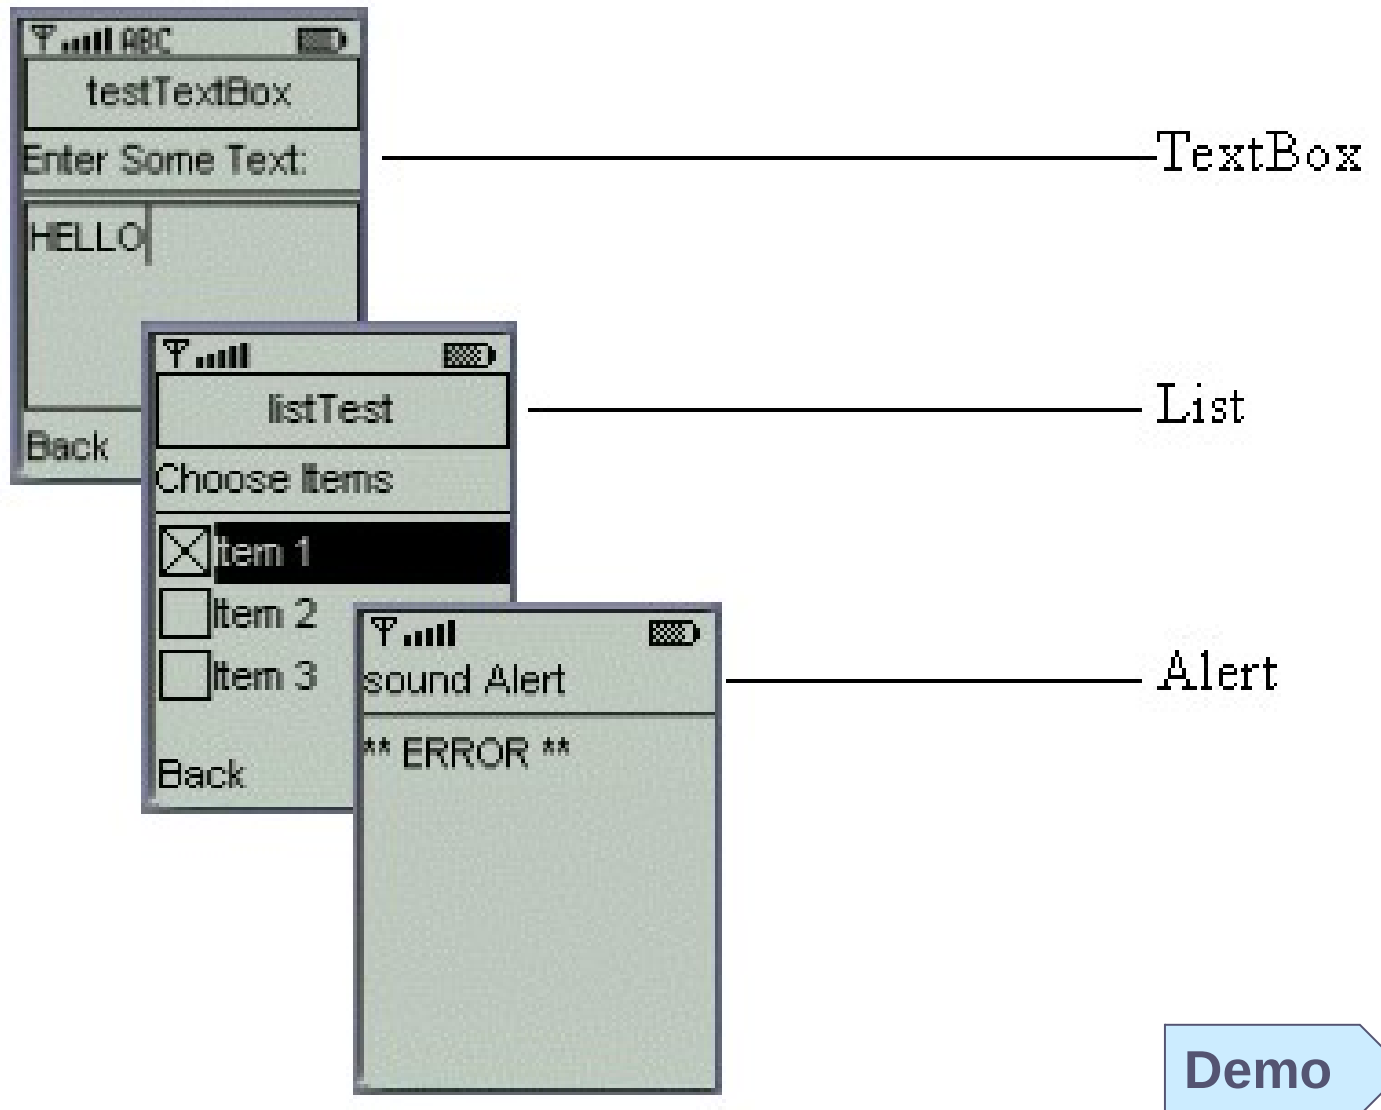 ABC
testTextBox
Enter Some Text:
HELLO
Back
TextBox
listTest
Choose Items
Item 1
Item 2
Item 3
Back
List
sound Alert
** ERROR **
Alert
Demo